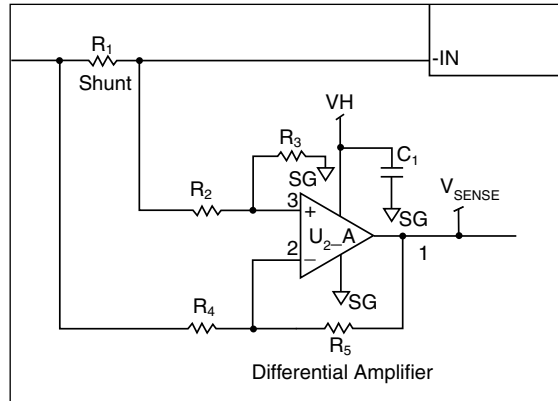 R1
Shunt
-IN
VH
R3
C1
SG
R2
3
+
SG
VSENSE
U2_A
2
–
1
SG
R4
R5
Differential Amplifier